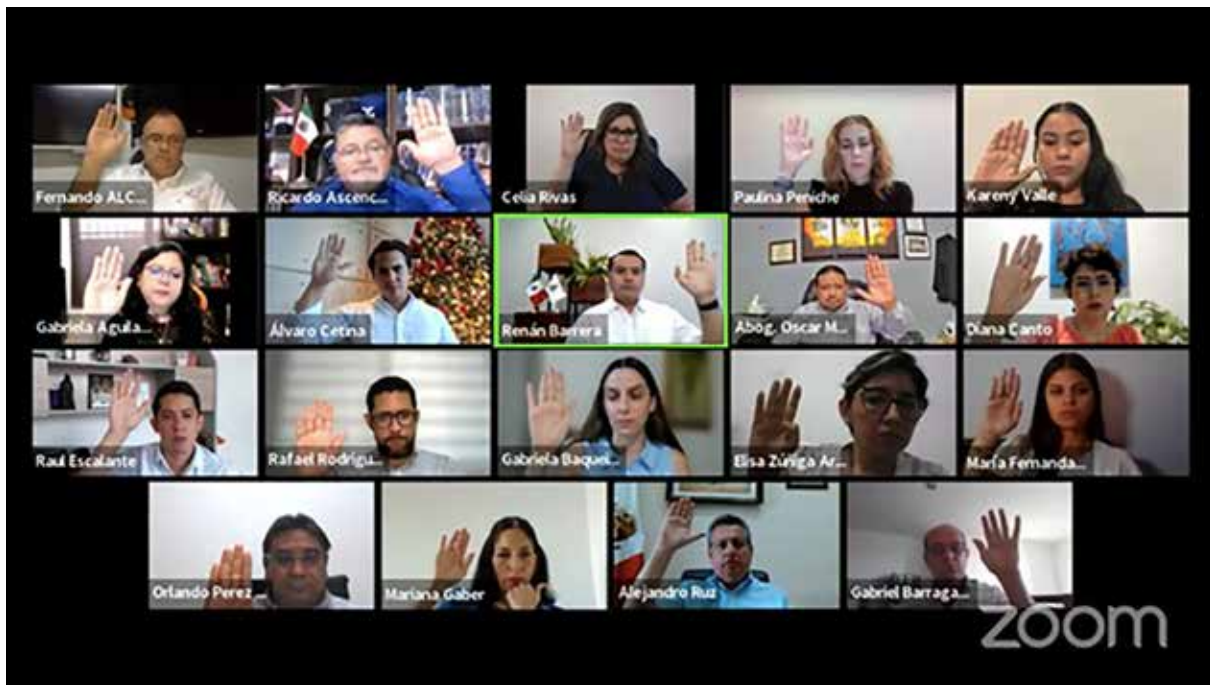 Fernando ALC...
Ricardo Ascenc...
Celia Rivas
Paulina Peniche
Kareny Valle
Gabriela Aguila...
Álvaro Cetina
Renán Barrera
Abog. Oscar M...
Diana Canto
Raul Escalante
Rafael Rodrígu...
Gabriela Baquei...
Elisa Zúñiga Ar...
María Fernanda...
Orlando Perez ...
Mariana Gaber
Alejandro Ruz
Gabriel Barraga...
zoom